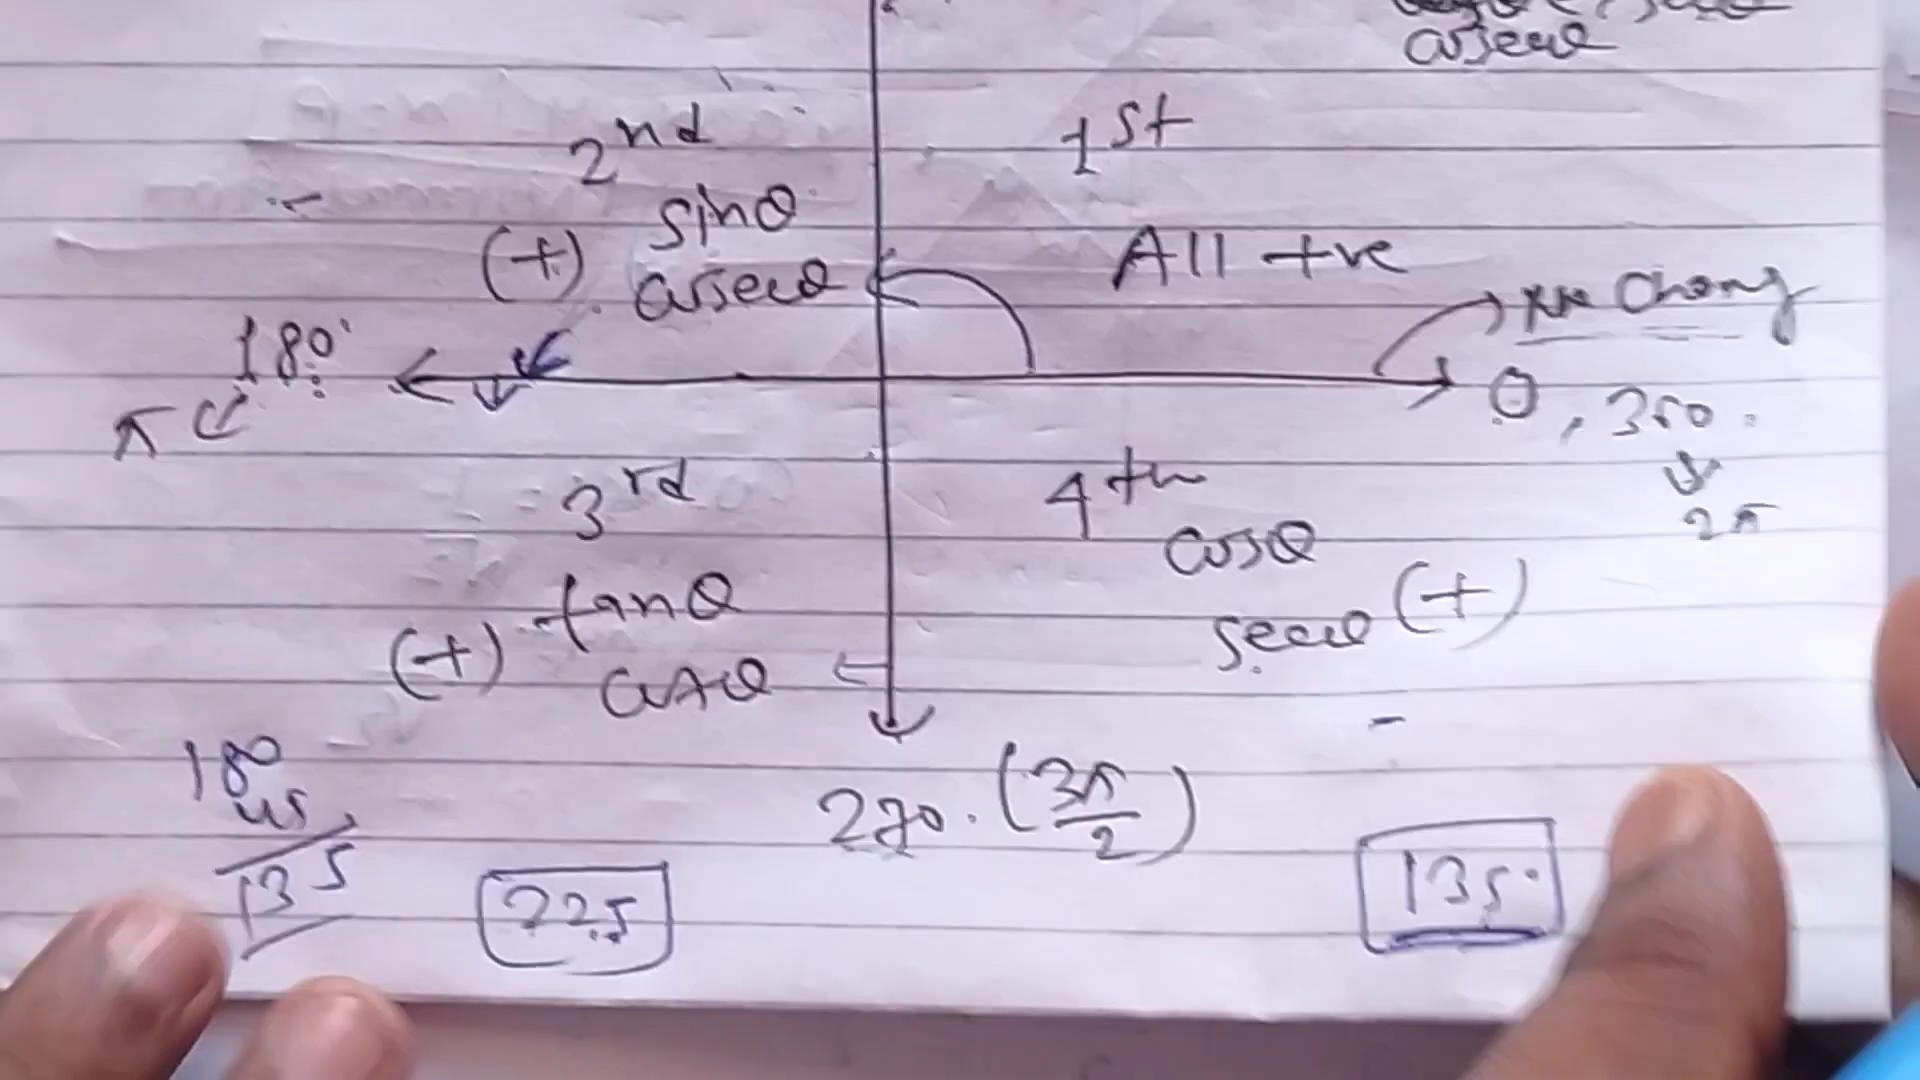 cosecθ
2nd
1st
sinθ
(+)
cosecθ
All +ve
Chang
180°
π
0, 360°
2π
3rd
4th
cosθ
tanθ
secθ (+)
(+)
cotθ
180
45
135
270° (3π/2)
225
135°